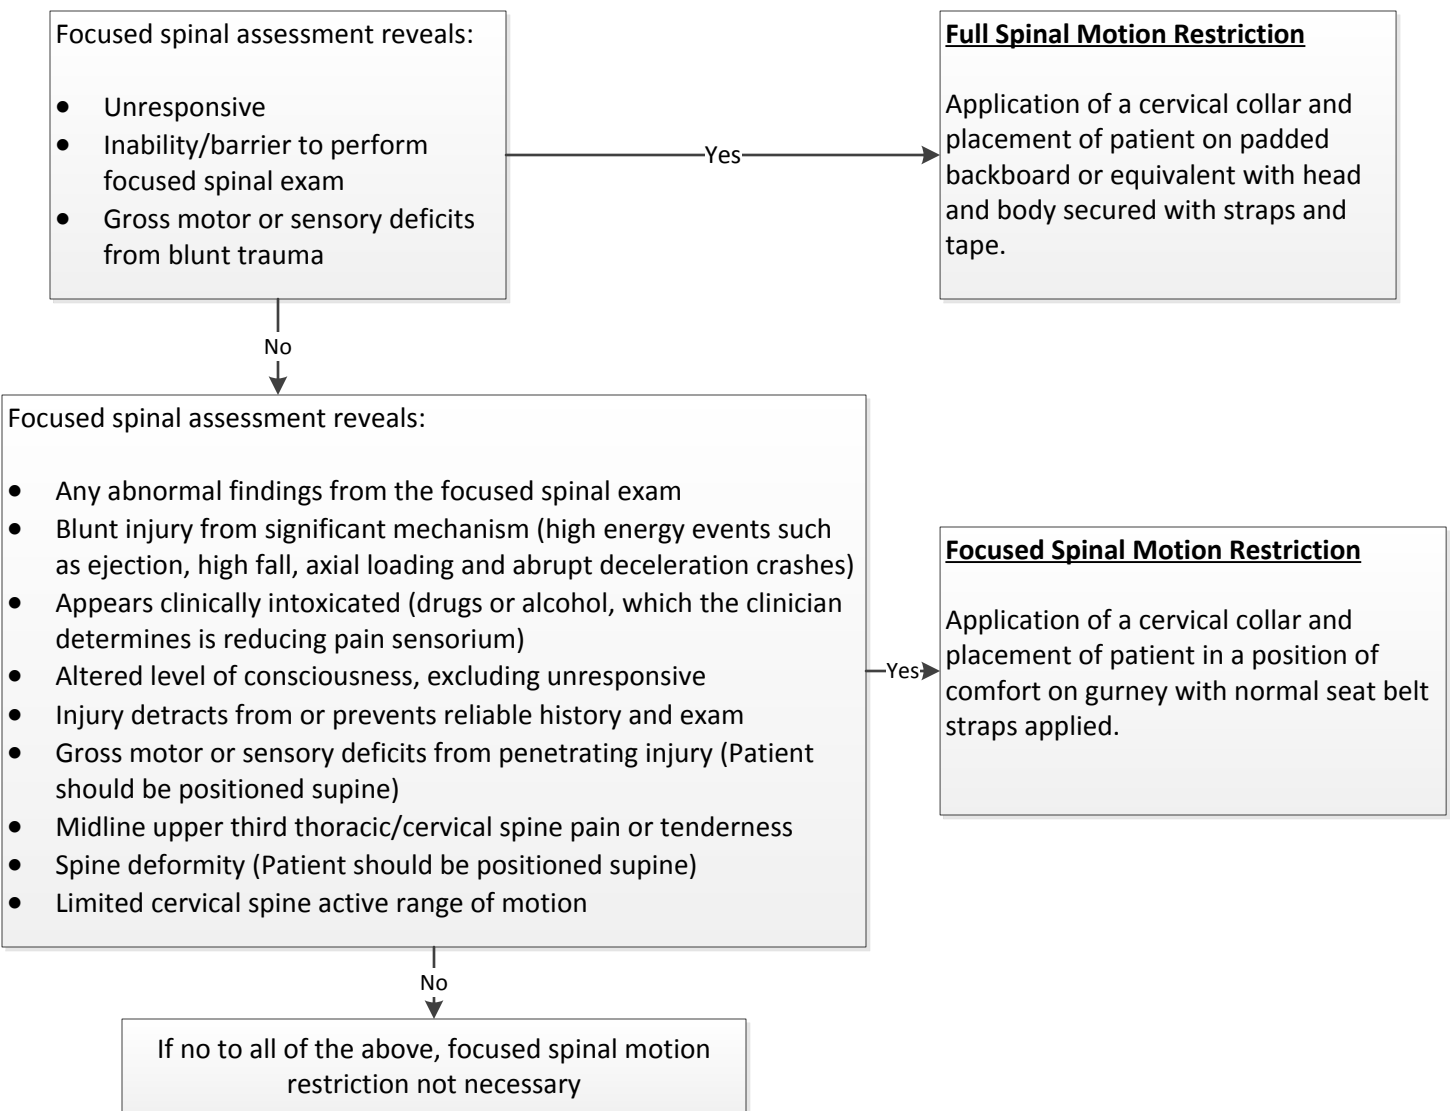 Focused spinal assessment reveals:
• Unresponsive
• Inability/barrier to perform
focused spinal exam
• Gross motor or sensory deficits
from blunt trauma
Yes
Full Spinal Motion Restriction
Application of a cervical collar and
placement of patient on padded
backboard or equivalent with head
and body secured with straps and
tape.
No
Focused spinal assessment reveals:
• Any abnormal findings from the focused spinal exam
• Blunt injury from significant mechanism (high energy events such
as ejection, high fall, axial loading and abrupt deceleration crashes)
• Appears clinically intoxicated (drugs or alcohol, which the clinician
determines is reducing pain sensorium)
• Altered level of consciousness, excluding unresponsive
• Injury detracts from or prevents reliable history and exam
• Gross motor or sensory deficits from penetrating injury (Patient
should be positioned supine)
• Midline upper third thoracic/cervical spine pain or tenderness
• Spine deformity (Patient should be positioned supine)
• Limited cervical spine active range of motion
Yes
Focused Spinal Motion Restriction
Application of a cervical collar and
placement of patient in a position of
comfort on gurney with normal seat belt
straps applied.
No
If no to all of the above, focused spinal motion
restriction not necessary